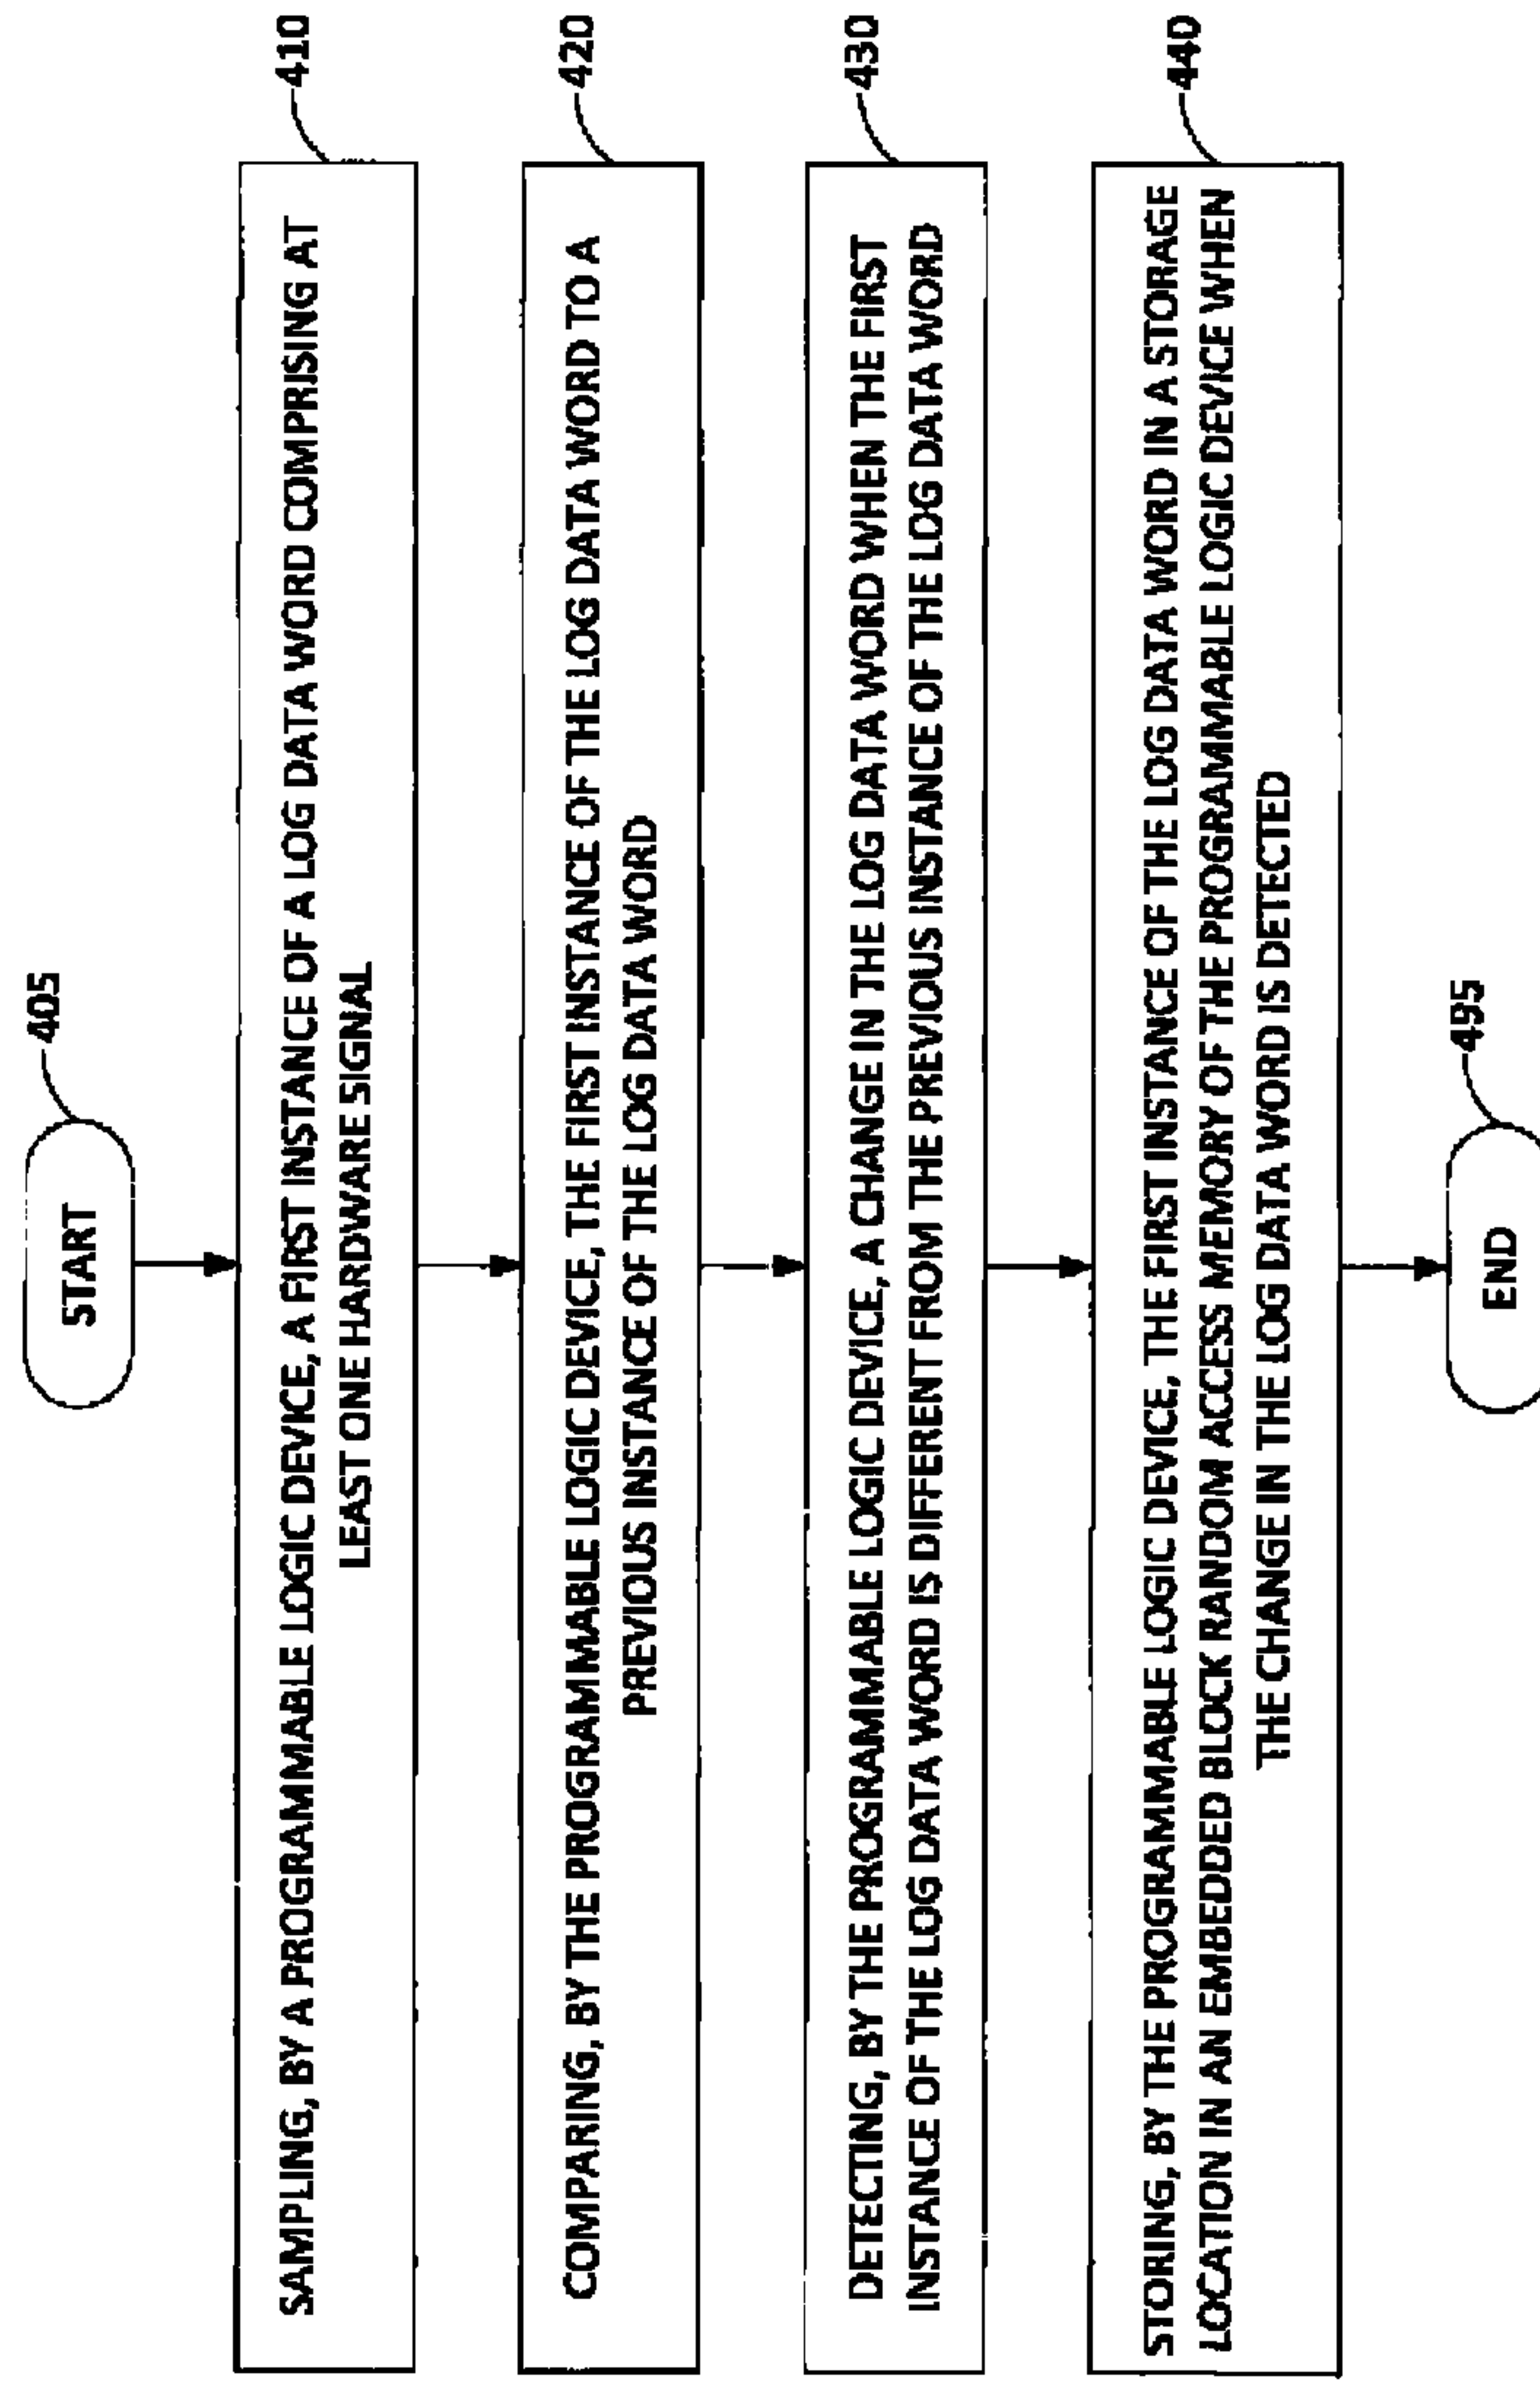 START
405
SAMPLING, BY A PROGRAMMABLE LOGIC DEVICE, A FIRST INSTANCE OF A LOG DATA WORD COMPRISING AT
LEAST ONE HARDWARE SIGNAL
410
COMPARING, BY THE PROGRAMMABLE LOGIC DEVICE, THE FIRST INSTANCE OF THE LOG DATA WORD TO A
PREVIOUS INSTANCE OF THE LOG DATA WORD
420
DETECTING, BY THE PROGRAMMABLE LOGIC DEVICE, A CHANGE IN THE LOG DATA WORD WHEN THE FIRST
INSTANCE OF THE LOG DATA WORD IS DIFFERENT FROM THE PREVIOUS INSTANCE OF THE LOG DATA WORD
430
STORING, BY THE PROGRAMMABLE LOGIC DEVICE, THE FIRST INSTANCE OF THE LOG DATA WORD IN A STORAGE
LOCATION IN AN EMBEDDED BLOCK RANDOM ACCESS MEMORY OF THE PROGRAMMABLE LOGIC DEVICE WHEN
THE CHANGE IN THE LOG DATA WORD IS DETECTED
440
END
495